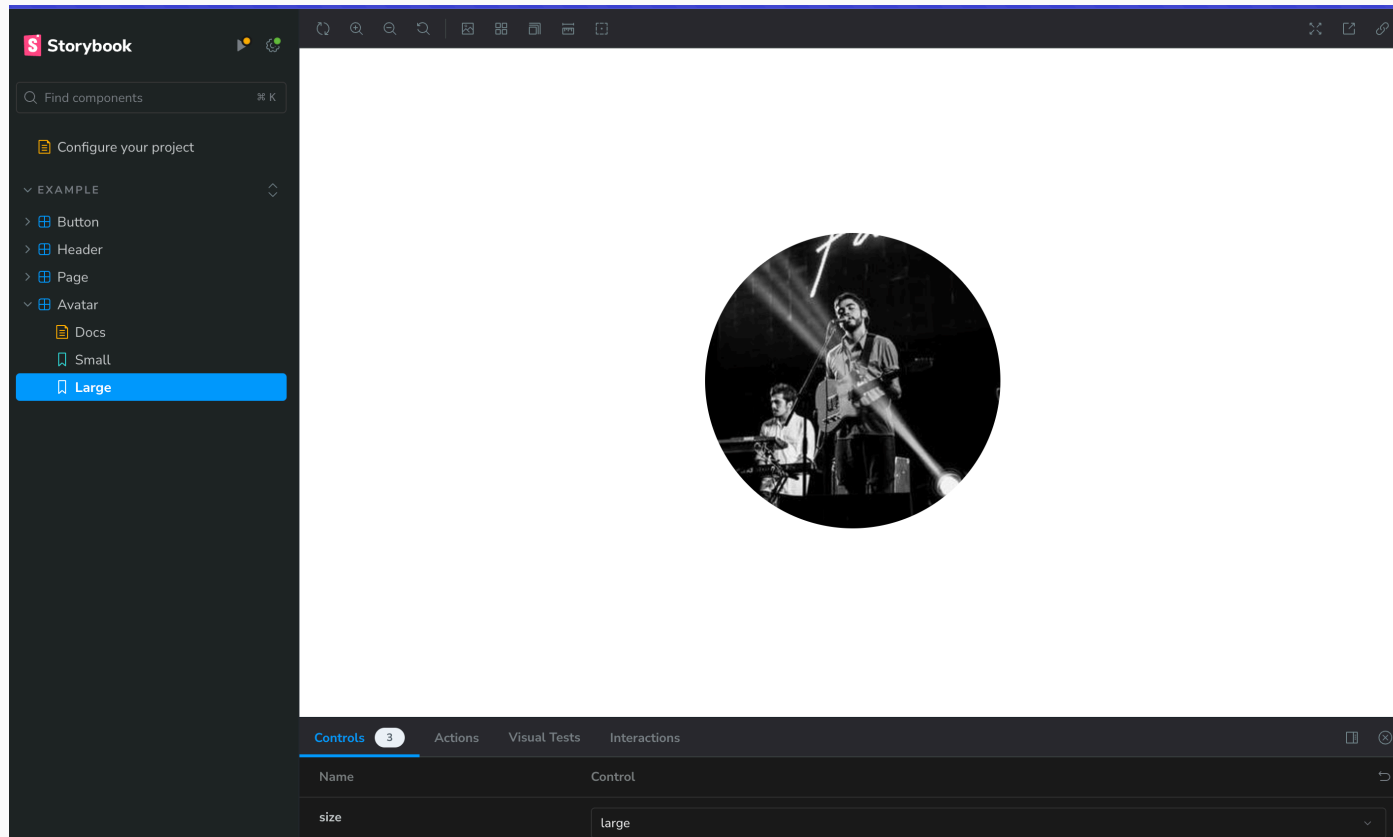 Storybook
Find components
⌘ K
Configure your project
EXAMPLE
Button
Header
Page
Avatar
Docs
Small
Large
Controls 3 Actions Visual Tests Interactions
Name Control
size large